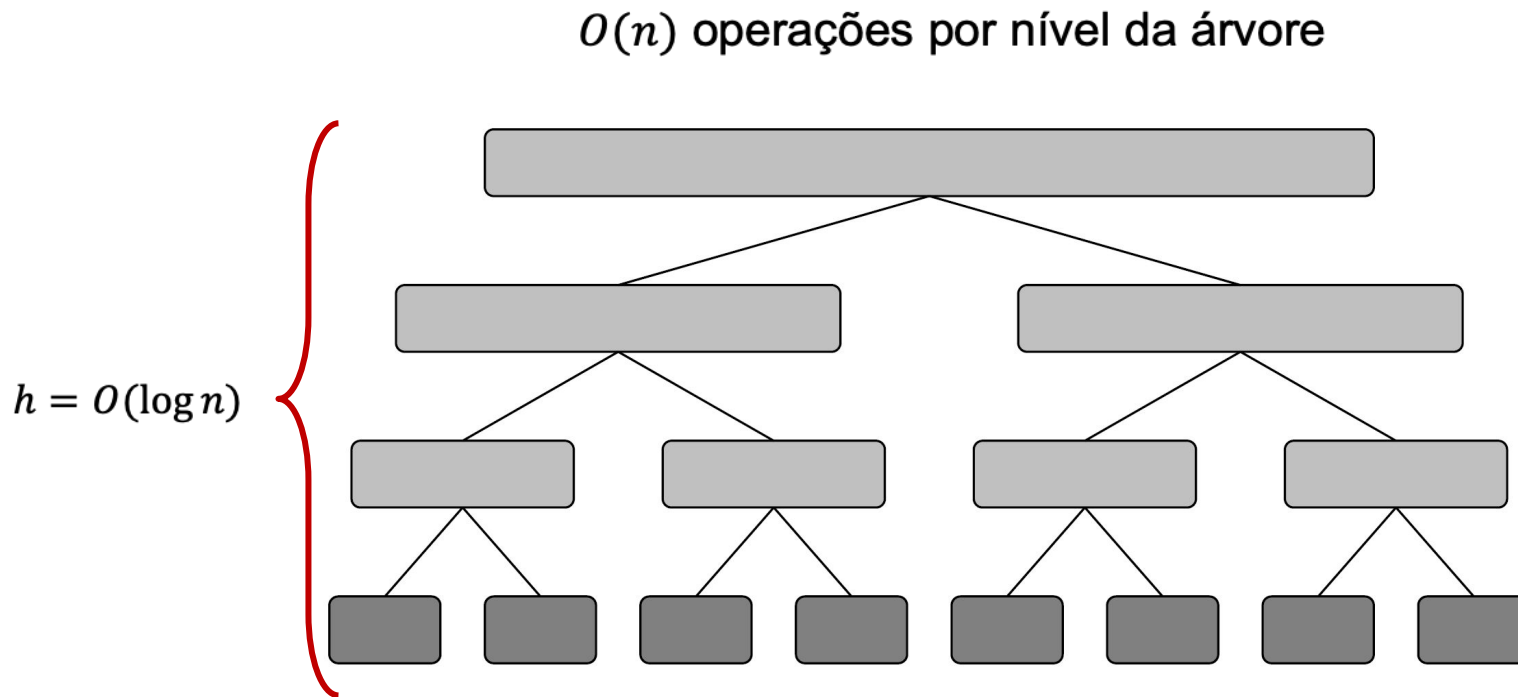 O(n) operações por nível da árvore
h = O(log n)